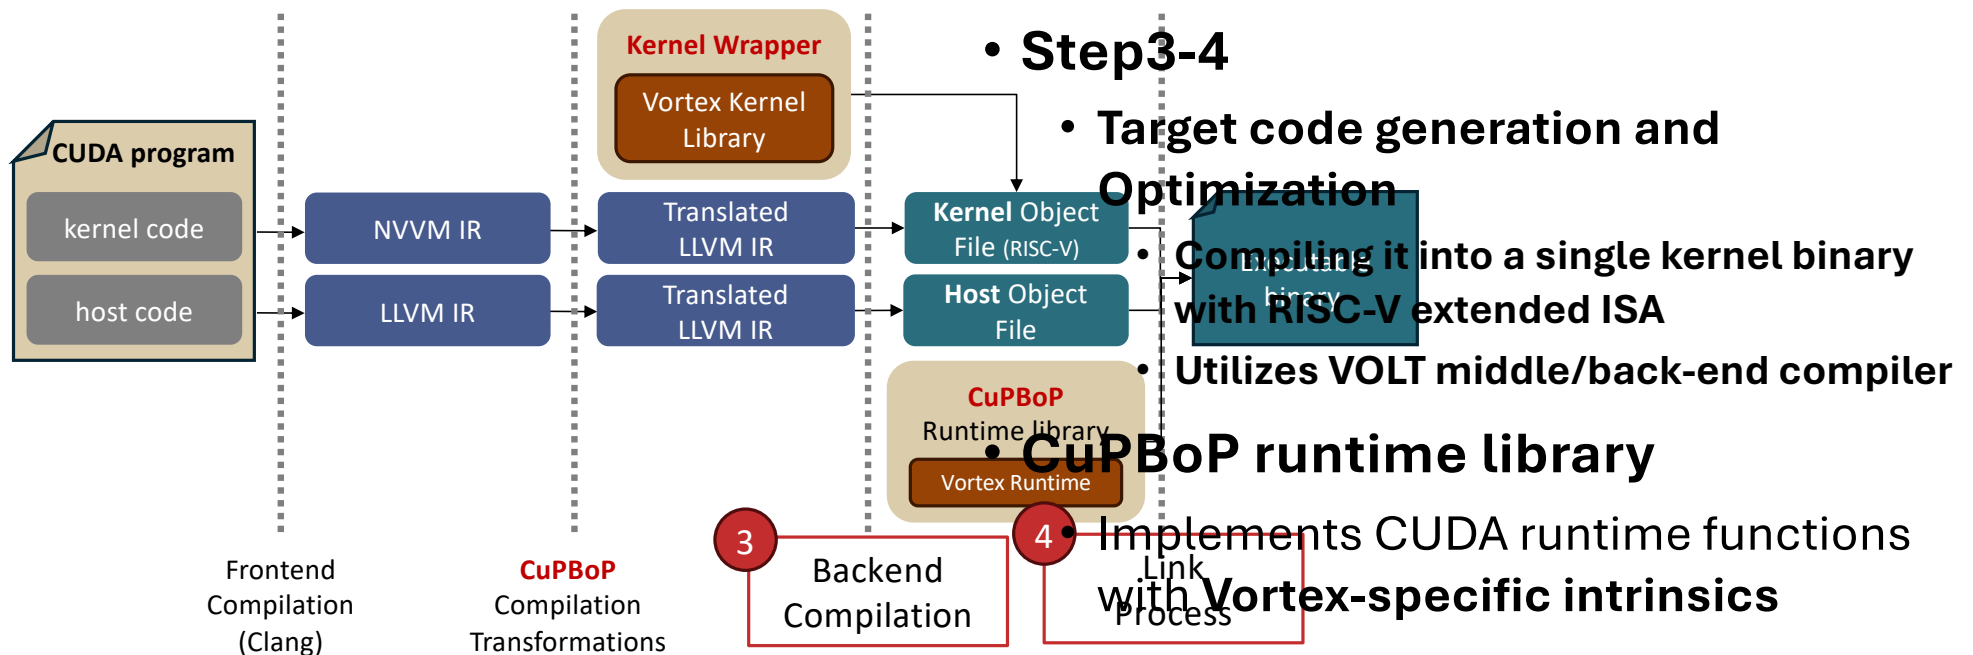 CUDA program
kernel code
host code
NVVM IR
LLVM IR
Kernel Wrapper
Vortex Kernel
Library
Translated
LLVM IR
Translated
LLVM IR
Kernel Object
File (RISC-V)
Host Object
File
CuPBoP
Runtime library
Vortex Runtime
Executable
binary
Frontend
Compilation
(Clang)
CuPBoP
Compilation
Transformations
3
Backend
Compilation
4
Link
Process
• Step3-4
• Target code generation and
Optimization
• Compiling it into a single kernel binary
with RISC-V extended ISA
• Utilizes VOLT middle/back-end compiler
• CuPBoP runtime library
• Implements CUDA runtime functions
with Vortex-specific intrinsics